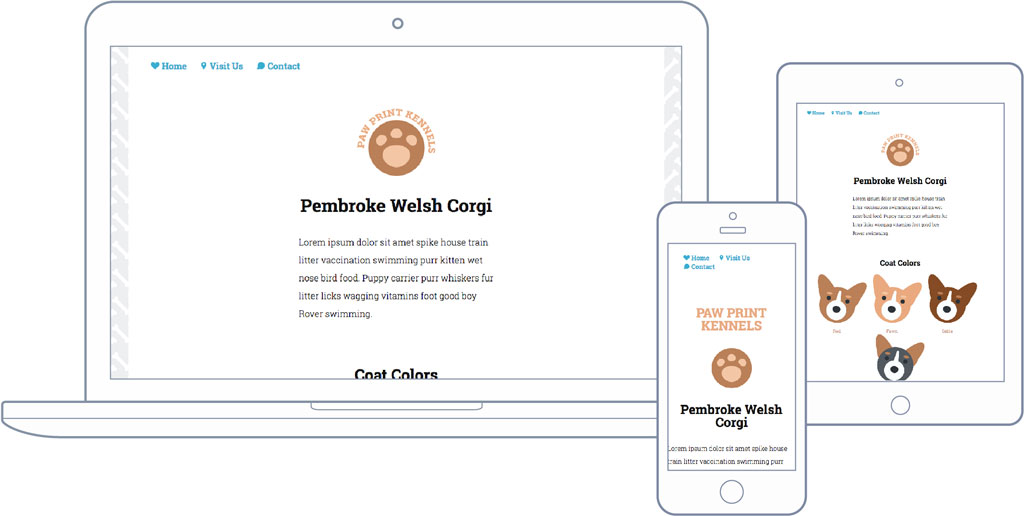 Home Visit Us Contact
PAW PRINT KENNELS
Pembroke Welsh Corgi
Lorem ipsum dolor sit amet spike house train
litter vaccination swimming purr kitten wet
nose bird food. Puppy carrier purr whiskers fur
litter licks wagging vitamins foot good boy
Rover swimming.
Coat Colors
Home Visit Us
Contact
PAW PRINT
KENNELS
Pembroke Welsh
Corgi
Lorem ipsum dolor sit amet spike house
train litter vaccination swimming purr
Home Visit Us Contact
PAW PRINT KENNELS
Pembroke Welsh Corgi
Lorem ipsum dolor sit amet spike house train
litter vaccination swimming purr kitten wet
nose bird food. Puppy carrier purr whiskers fur
litter licks wagging vitamins foot good boy
Rover swimming.
Coat Colors
Red Fawn Sable